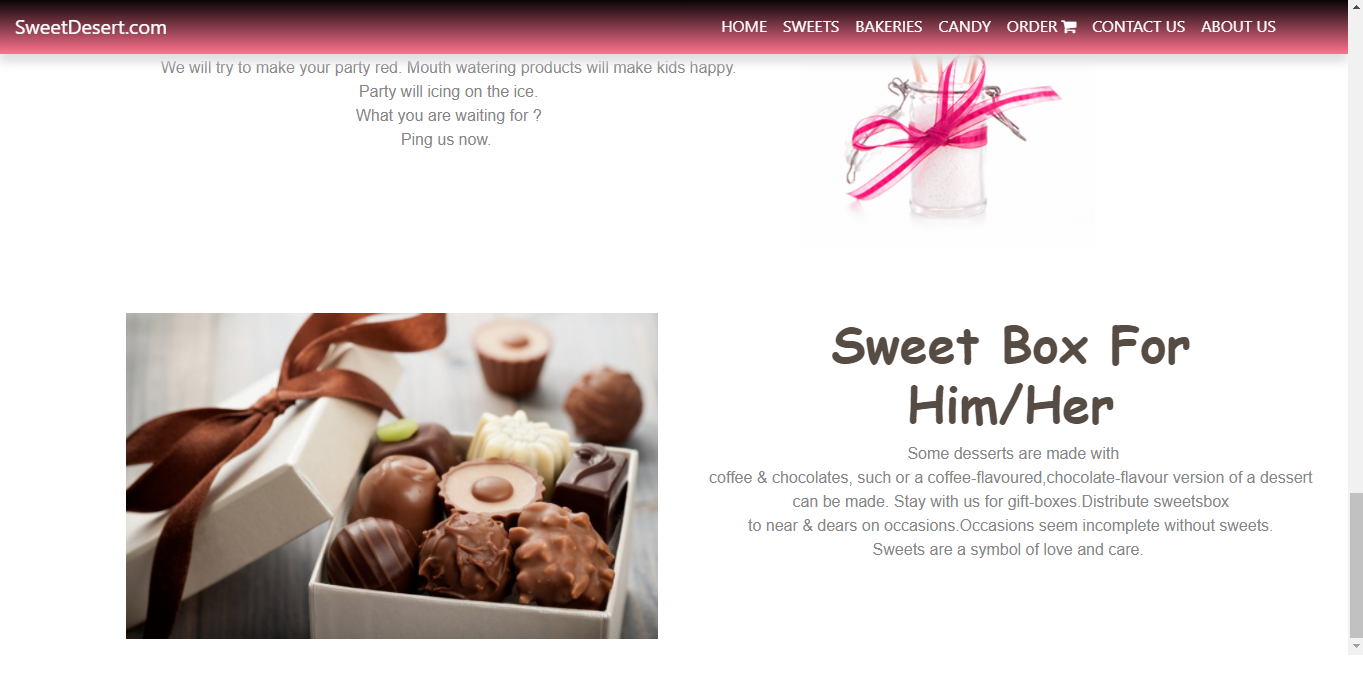 SweetDesert.com
HOME SWEETS BAKERIES CANDY ORDER CONTACT US ABOUT US
We will try to make your party red. Mouth watering products will make kids happy.
Party will icing on the ice.
What you are waiting for ?
Ping us now.
Sweet Box For
Him/Her
Some desserts are made with
coffee & chocolates, such or a coffee-flavoured,chocolate-flavour version of a dessert
can be made. Stay with us for gift-boxes.Distribute sweetsbox
to near & dears on occasions.Occasions seem incomplete without sweets.
Sweets are a symbol of love and care.